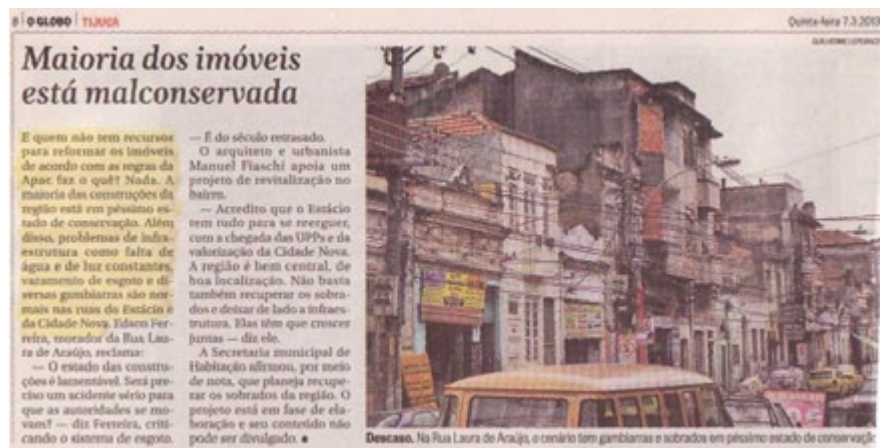 8 | O GLOBO | TIJUCA
Quinta-feira 7.3.2013
Maioria dos imóveis
está malconservada
E quem não tem recursos
para reformar os imóveis
de acordo com as regras da
Apac faz o quê? Nada. A
maioria das construções da
região está em péssimo es-
tado de conservação. Além
disso, problemas de infra-
estrutura como falta de
água e de luz constantes,
vazamento de esgoto e di-
versas gambiarras são nor-
mais nas ruas do Estácio e
da Cidade Nova. Edson Fer-
reira, morador da Rua Lau-
ra de Araújo, reclama:
— O estado das constru-
ções é lamentável. Será pre-
ciso um acidente sério para
que as autoridades se mo-
vam? — diz Ferreira, criti-
cando o sistema de esgoto.
— É do século retrasado.
O arquiteto e urbanista
Manuel Fiaschi apoia um
projeto de revitalização no
bairro.
— Acredito que o Estácio
tem tudo para se reerguer,
com a chegada das UPPs e da
valorização da Cidade Nova.
A região é bem central, de
boa localização. Não basta
também recuperar os sobra-
dos e deixar de lado a infraes-
trutura. Elas têm que crescer
juntas — diz ele.
A Secretaria municipal de
Habitação afirmou, por meio
de nota, que planeja recupe-
rar os sobrados da região. O
projeto está em fase de ela-
boração e seu conteúdo não
pode ser divulgado. ●
Descaso. Na Rua Laura de Araújo, o cenário tem gambiarras e sobrados em péssimo estado de conservaçã